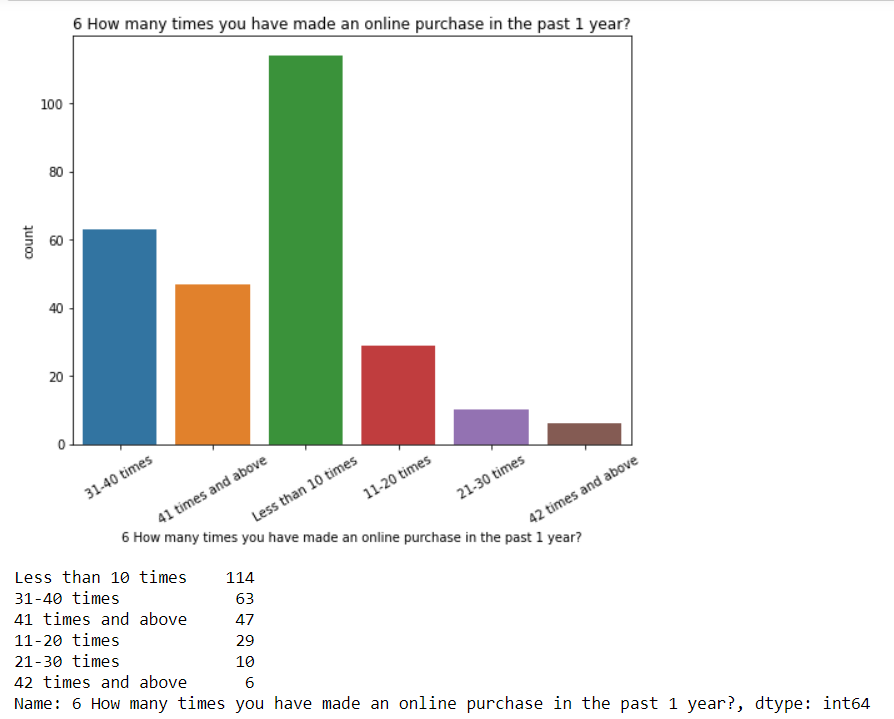 6 How many times you have made an online purchase in the past 1 year?
100
80
60
40
20
0
count
31-40 times
41 times and above
Less than 10 times
11-20 times
21-30 times
42 times and above
6 How many times you have made an online purchase in the past 1 year?
Less than 10 times 114
31-40 times 63
41 times and above 47
11-20 times 29
21-30 times 10
42 times and above 6
Name: 6 How many times you have made an online purchase in the past 1 year?, dtype: int64